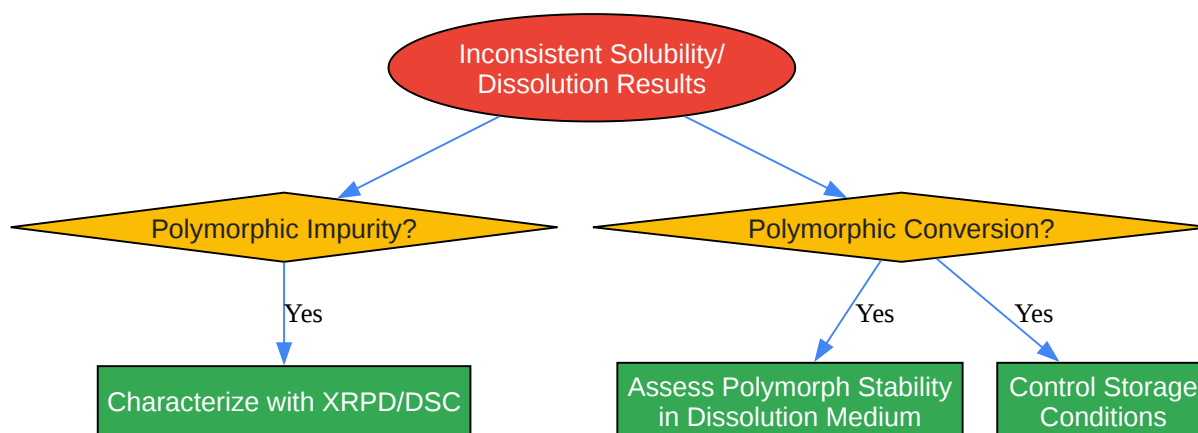 Inconsistent Solubility/
Dissolution Results
Polymorphic Impurity?
Polymorphic Conversion?
Yes
Yes
Yes
Characterize with XRPD/DSC
Assess Polymorph Stability
in Dissolution Medium
Control Storage
Conditions